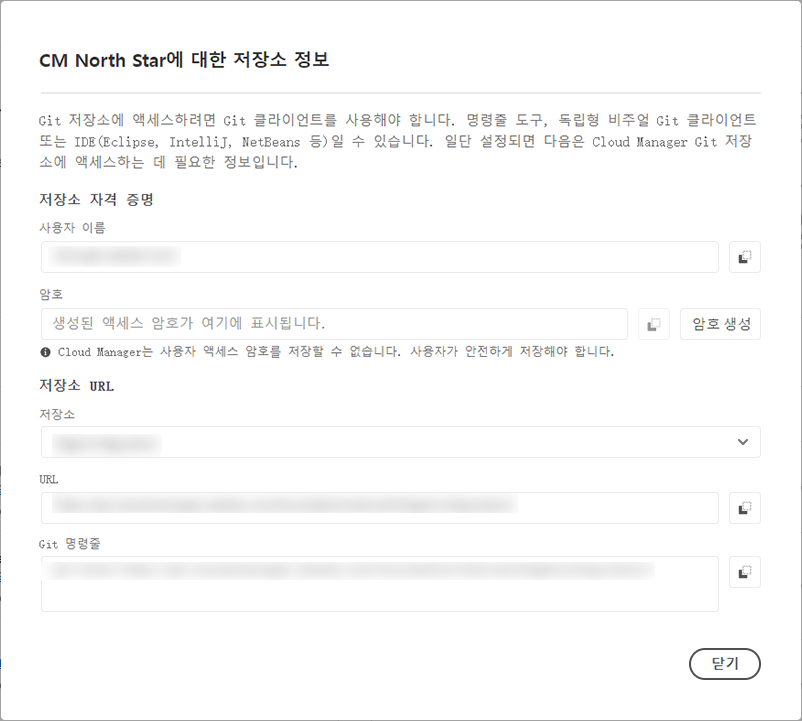 CM North Star에 대한 저장소 정보
Git 저장소에 액세스하려면 Git 클라이언트를 사용해야 합니다. 명령줄 도구, 독립형 비주얼 Git 클라이언트
또는 IDE(Eclipse, IntelliJ, NetBeans 등)일 수 있습니다. 일단 설정되면 다음은 Cloud Manager Git 저장
소에 액세스하는 데 필요한 정보입니다.
저장소 자격 증명
사용자 이름
암호
생성된 액세스 암호가 여기에 표시됩니다.
암호 생성
Cloud Manager는 사용자 액세스 암호를 저장할 수 없습니다. 사용자가 안전하게 저장해야 합니다.
저장소 URL
저장소
URL
Git 명령줄
닫기